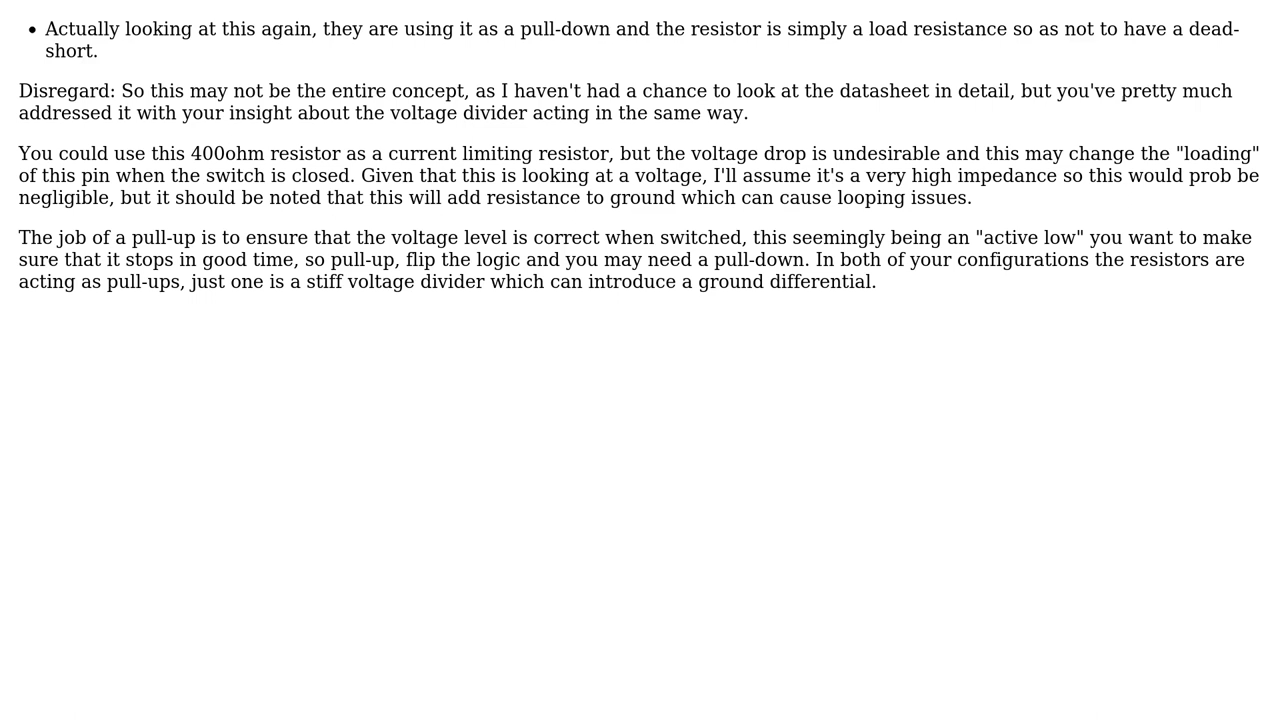 • Actually looking at this again, they are using it as a pull-down and the resistor is simply a load resistance so as not to have a dead-
short.
Disregard: So this may not be the entire concept, as I haven't had a chance to look at the datasheet in detail, but you've pretty much
addressed it with your insight about the voltage divider acting in the same way.
You could use this 400ohm resistor as a current limiting resistor, but the voltage drop is undesirable and this may change the "loading"
of this pin when the switch is closed. Given that this is looking at a voltage, I'll assume it's a very high impedance so this would prob be
negligible, but it should be noted that this will add resistance to ground which can cause looping issues.
The job of a pull-up is to ensure that the voltage level is correct when switched, this seemingly being an "active low" you want to make
sure that it stops in good time, so pull-up, flip the logic and you may need a pull-down. In both of your configurations the resistors are
acting as pull-ups, just one is a stiff voltage divider which can introduce a ground differential.